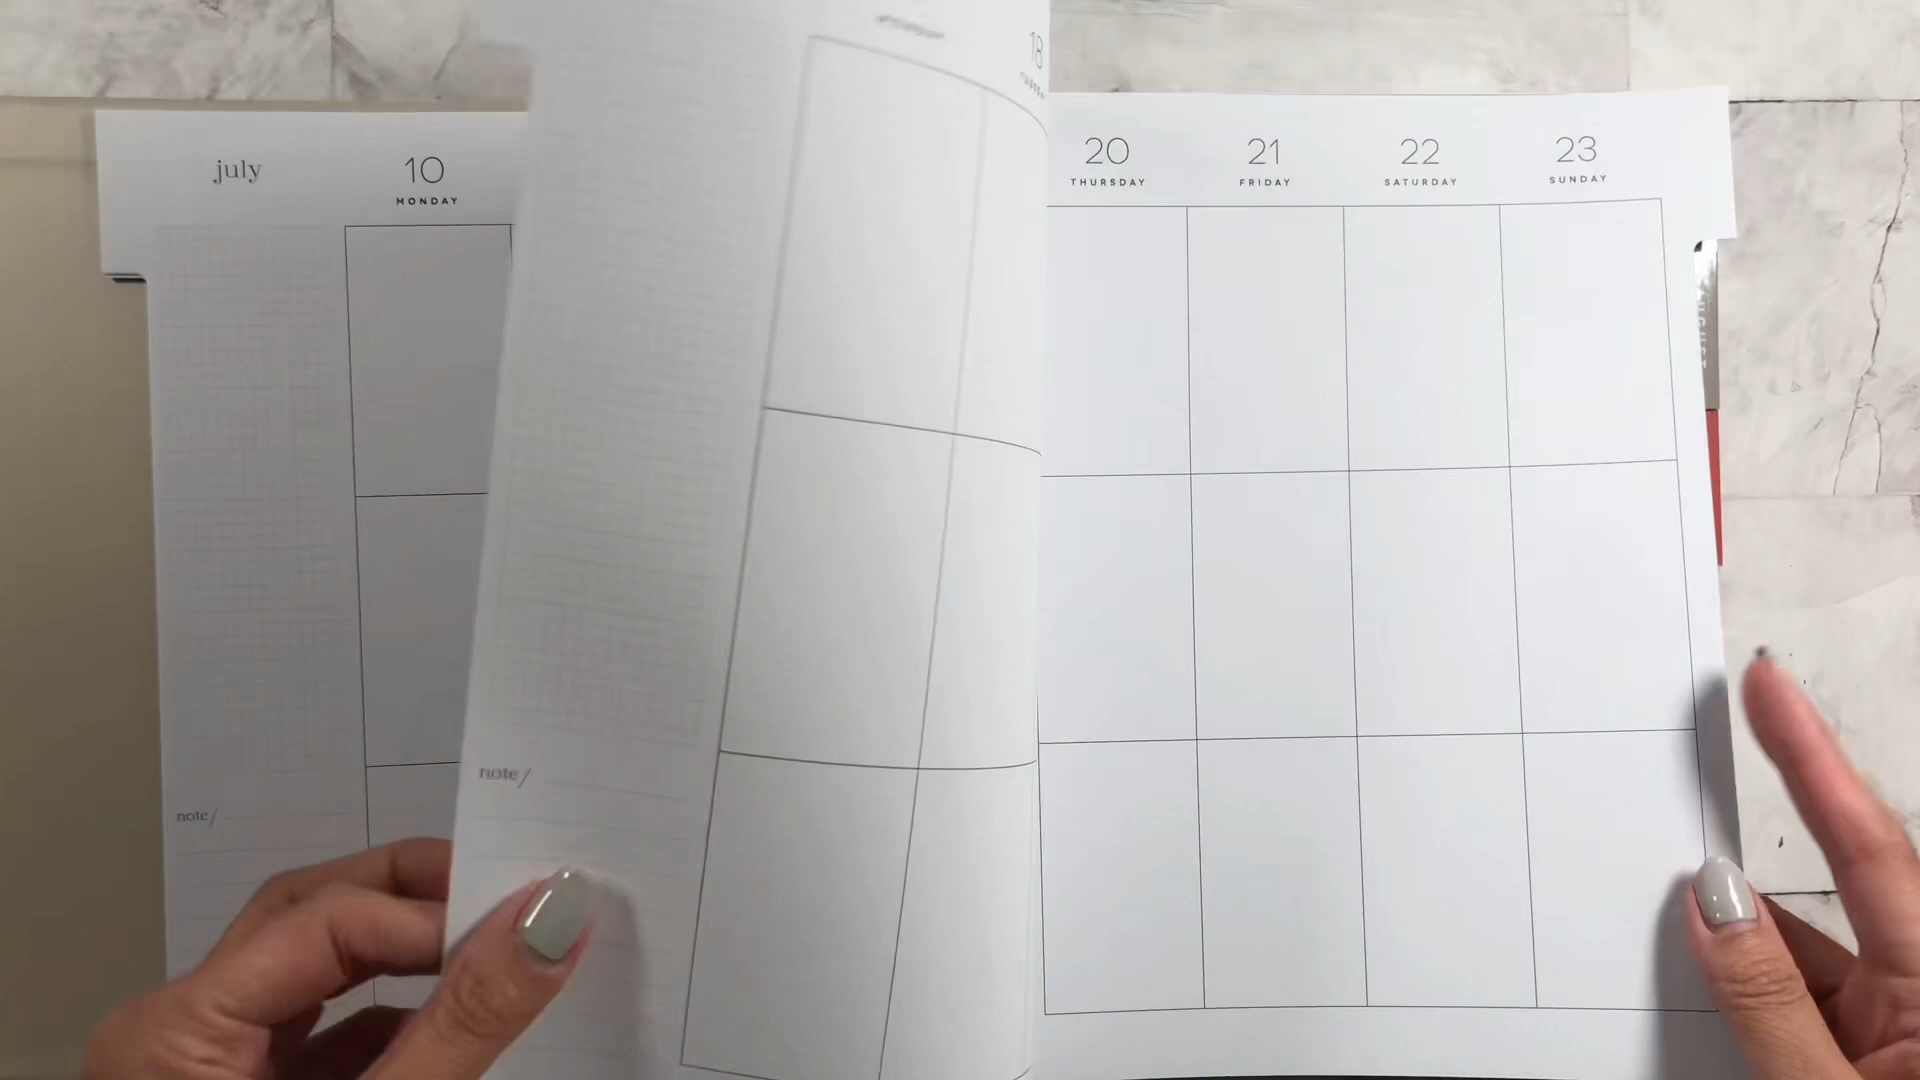 july
10
MONDAY
note/
18
note/
20
THURSDAY
21
FRIDAY
22
SATURDAY
23
SUNDAY